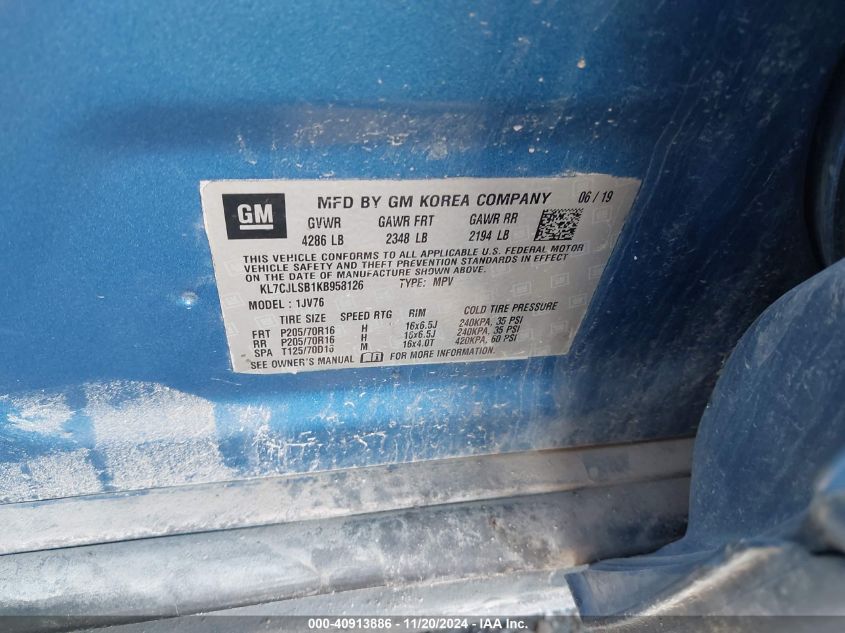 GM
MFD BY GM KOREA COMPANY 06/19
GVWR GAWR FRT GAWR RR
4286 LB 2348 LB 2194 LB
THIS VEHICLE CONFORMS TO ALL APPLICABLE U.S. FEDERAL MOTOR
VEHICLE SAFETY AND THEFT PREVENTION STANDARDS IN EFFECT
ON THE DATE OF MANUFACTURE SHOWN ABOVE.
KL7CJLSB1KB958126 TYPE: MPV
MODEL: 1JV76
TIRE SIZE SPEED RTG RIM COLD TIRE PRESSURE
FRT P205/70R16 H 16x6.5J 240KPA, 35 PSI
RR P205/70R16 H 16x6.5J 240KPA, 35 PSI
SPA T125/70D16 M 16x4.0T 420KPA, 60 PSI
SEE OWNER'S MANUAL FOR MORE INFORMATION.
000-40913886 - 11/20/2024 - IAA Inc.